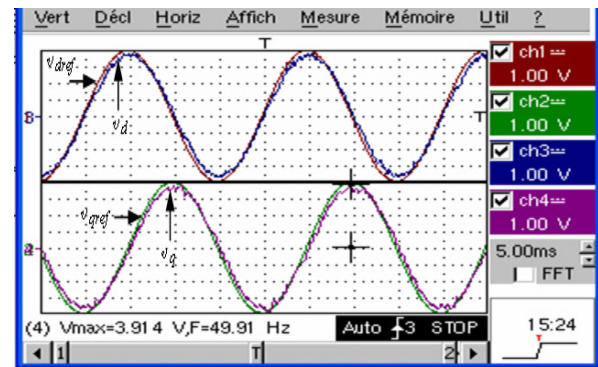 Vert Décl Horiz Affich Mesure Mémoire Util ?
T
ch1
1.00 V
ch2
1.00 V
ch3
1.00 V
ch4
1.00 V
vdref
vd
3
T
vqref
vq
5.00ms
FFT
(4) Vmax=3.914 V,F=49.91 Hz
Auto 3 STOP
15:24
1 T 2